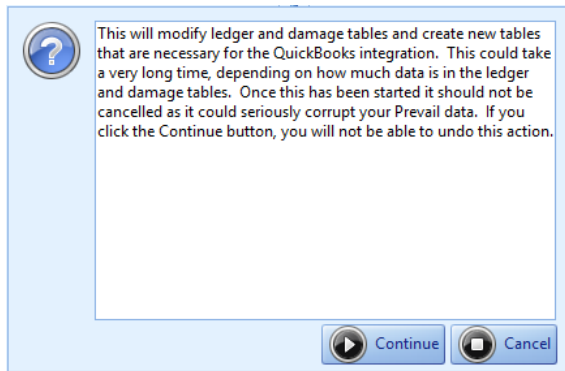 This will modify ledger and damage tables and create new tables
that are necessary for the QuickBooks integration.  This could take
a very long time, depending on how much data is in the ledger
and damage tables.  Once this has been started it should not be
cancelled as it could seriously corrupt your Prevail data.  If you
click the Continue button, you will not be able to undo this action.
Continue
Cancel